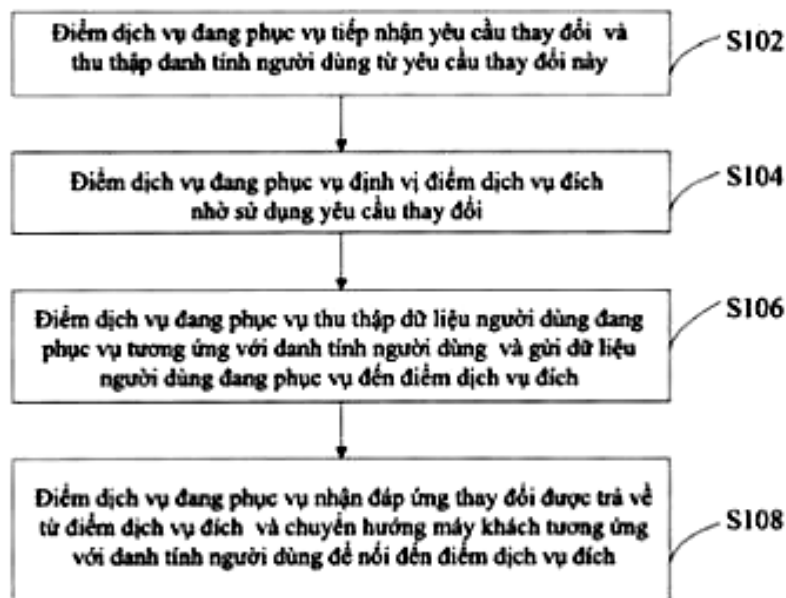 Điểm dịch vụ đang phục vụ tiếp nhận yêu cầu thay đổi và
thu thập danh tính người dùng từ yêu cầu thay đổi này
S102
Điểm dịch vụ đang phục vụ định vị điểm dịch vụ đích
nhờ sử dụng yêu cầu thay đổi
S104
Điểm dịch vụ đang phục vụ thu thập dữ liệu người dùng đang
phục vụ tương ứng với danh tính người dùng và gửi dữ liệu
người dùng đang phục vụ đến điểm dịch vụ đích
S106
Điểm dịch vụ đang phục vụ nhận đáp ứng thay đổi được trả về
từ điểm dịch vụ đích và chuyển hướng máy khách tương ứng
với danh tính người dùng để nối đến điểm dịch vụ đích
S108